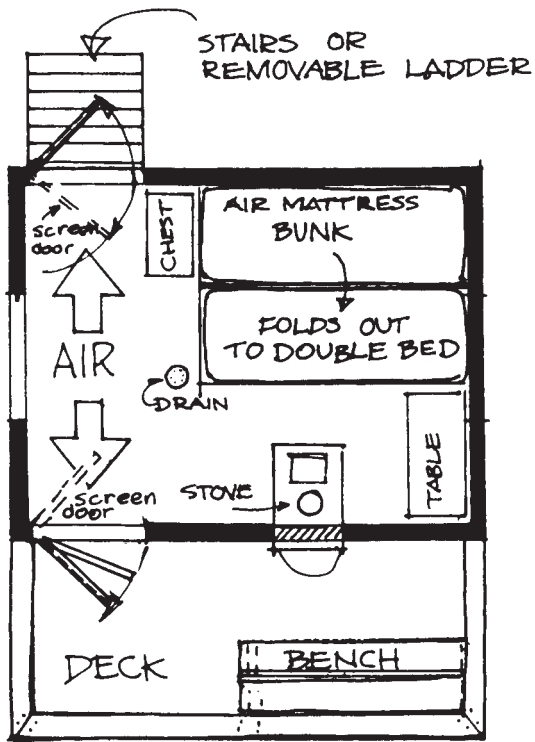 STAIRS OR
REMOVABLE LADDER
screen
door
CHEST
AIR MATTRESS
BUNK
FOLDS OUT
TO DOUBLE BED
AIR
DRAIN
TABLE
STOVE
screen
door
DECK
BENCH